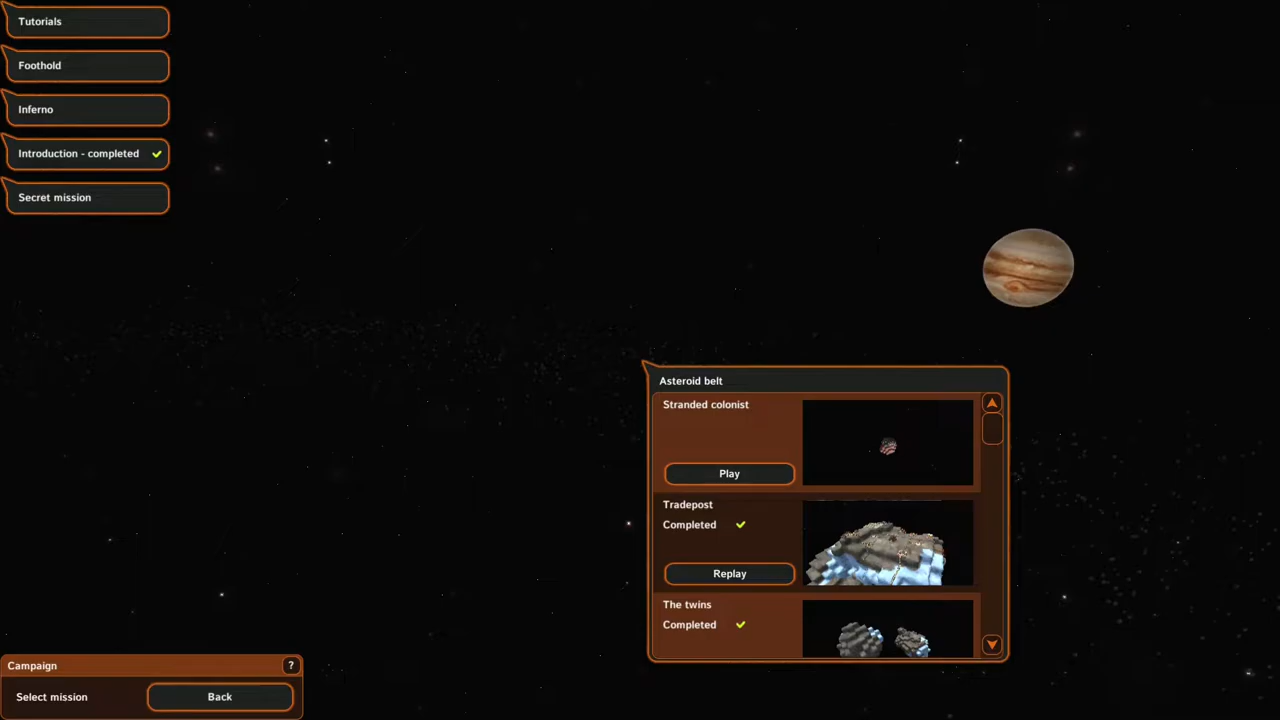 Tutorials
Foothold
Inferno
Introduction - completed
Secret mission
Asteroid belt
Stranded colonist
Play
Tradepost
Completed
Replay
The twins
Completed
Campaign
?
Select mission
Back